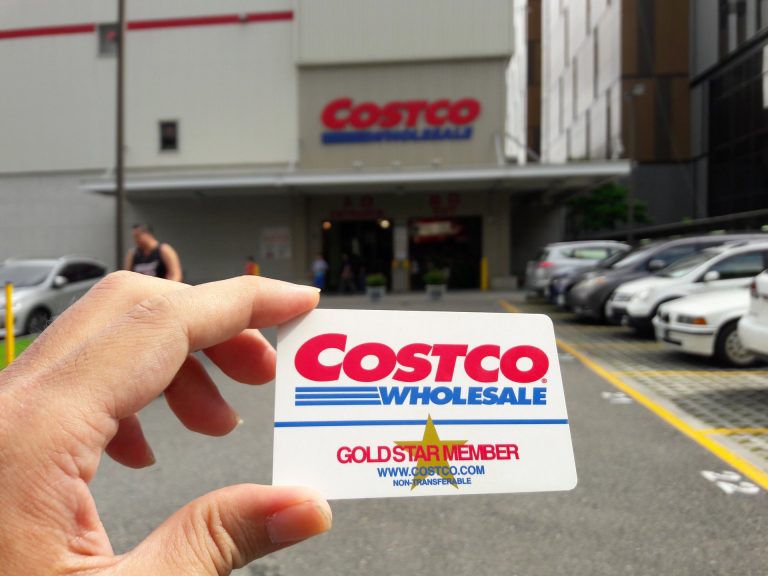 COSTCO
WHOLESALE
COSTCO®
WHOLESALE
GOLD STAR MEMBER
WWW.COSTCO.COM
NON-TRANSFERABLE